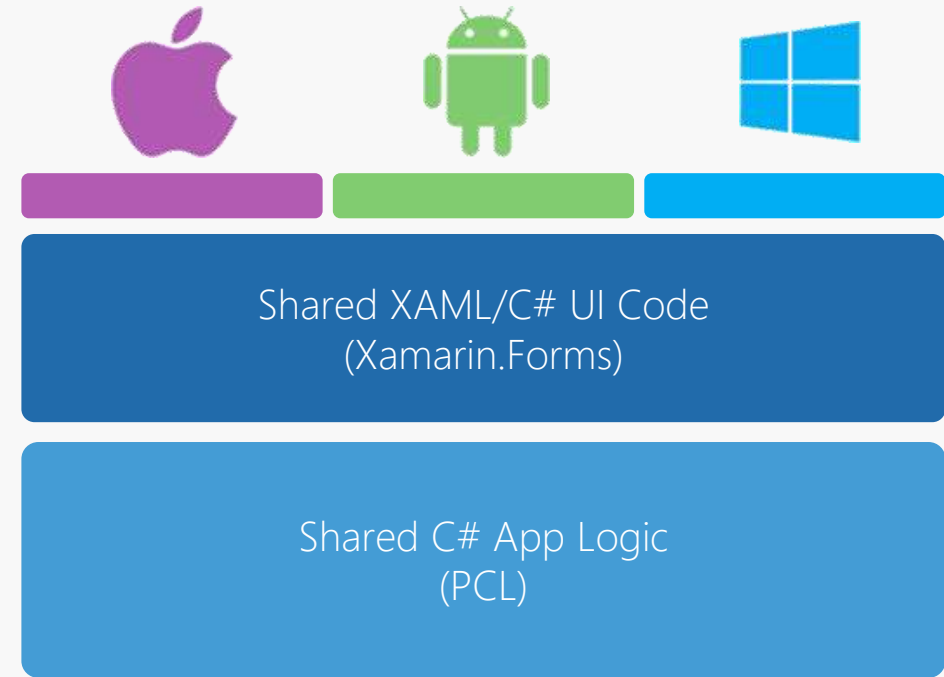 Shared XAML/C# UI Code
(Xamarin.Forms)
Shared C# App Logic
(PCL)